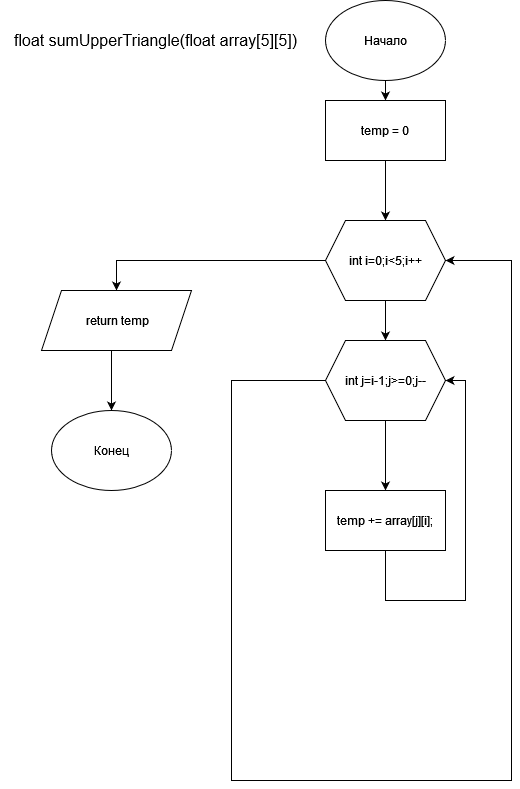 float sumUpperTriangle(float array[5][5])
Начало
temp = 0
int i=0;i<5;i++
return temp
int j=i-1;j>=0;j--
Конец
temp += array[j][i];